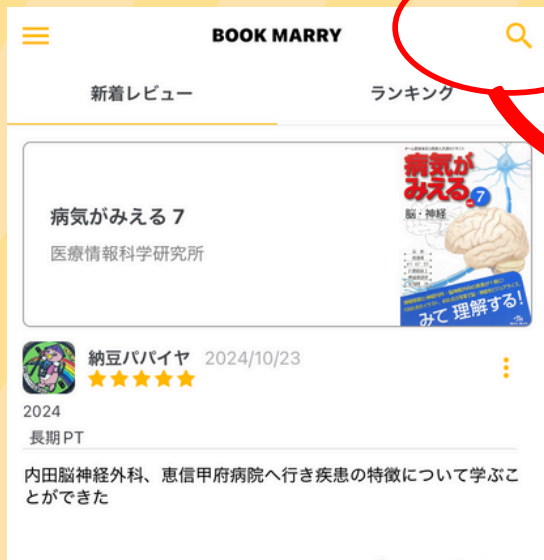 BOOK MARRY
新着レビュー
ランキング
病気がみえる 7
医療情報科学研究所
病気が
みえる
7
脳・神経
みて 理解する!
納豆パパイヤ 2024/10/23
★★★★★
2024
長期PT
内田脳神経外科、恵信甲府病院へ行き疾患の特徴について学ぶこ
とができた